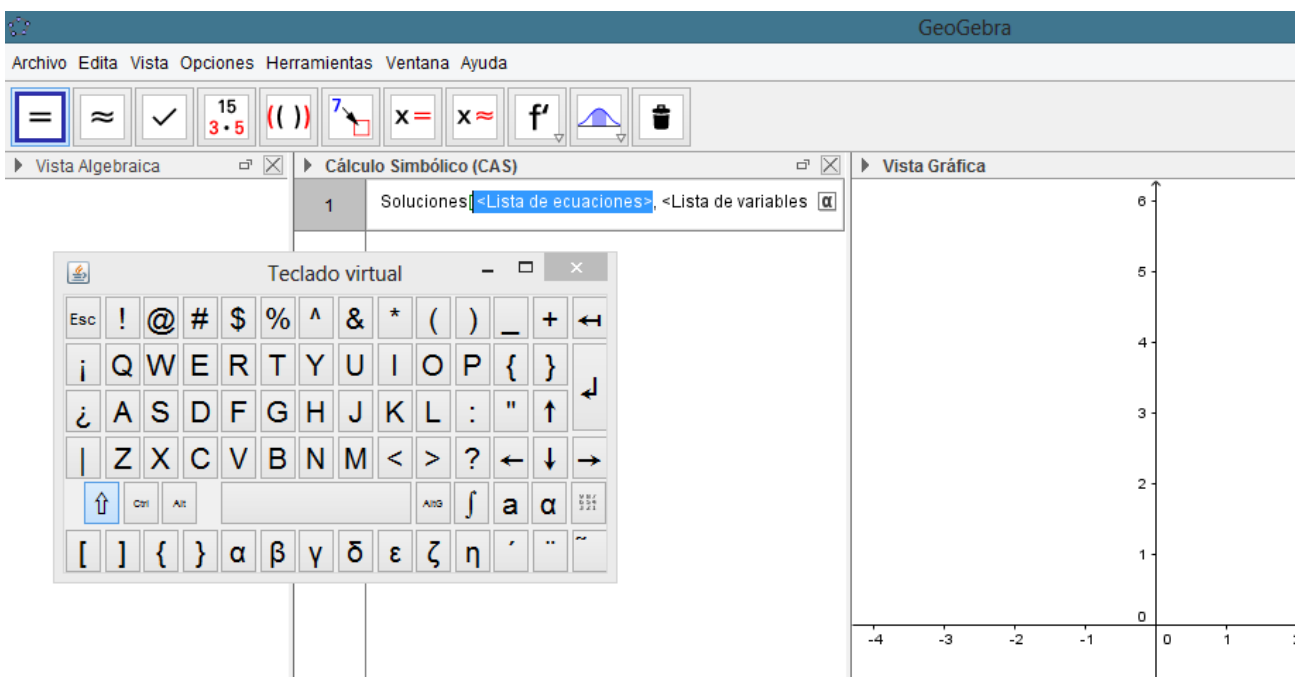 GeoGebra
Archivo Edita Vista Opciones Herramientas Ventana Ayuda
= ≈ ✓ 15 3•5 (( )) 7 x= x≈ f′
Vista Algebraica
Cálculo Simbólico (CAS)
Vista Gráfica
1 Soluciones[ <Lista de ecuaciones>, <Lista de variables α
Teclado virtual
Esc ! @ # $ % ^ & * ( ) _ +
¡ Q W E R T Y U I O P { }
¿ A S D F G H J K L : " ↑
| Z X C V B N M < > ? ← ↓ →
⇧ Ctrl Alt AltG ∫ a α
[ ] { } α β γ δ ε ζ η ´ ¨ ~
6
5
4
3
2
1
0
-4 -3 -2 -1 0 1